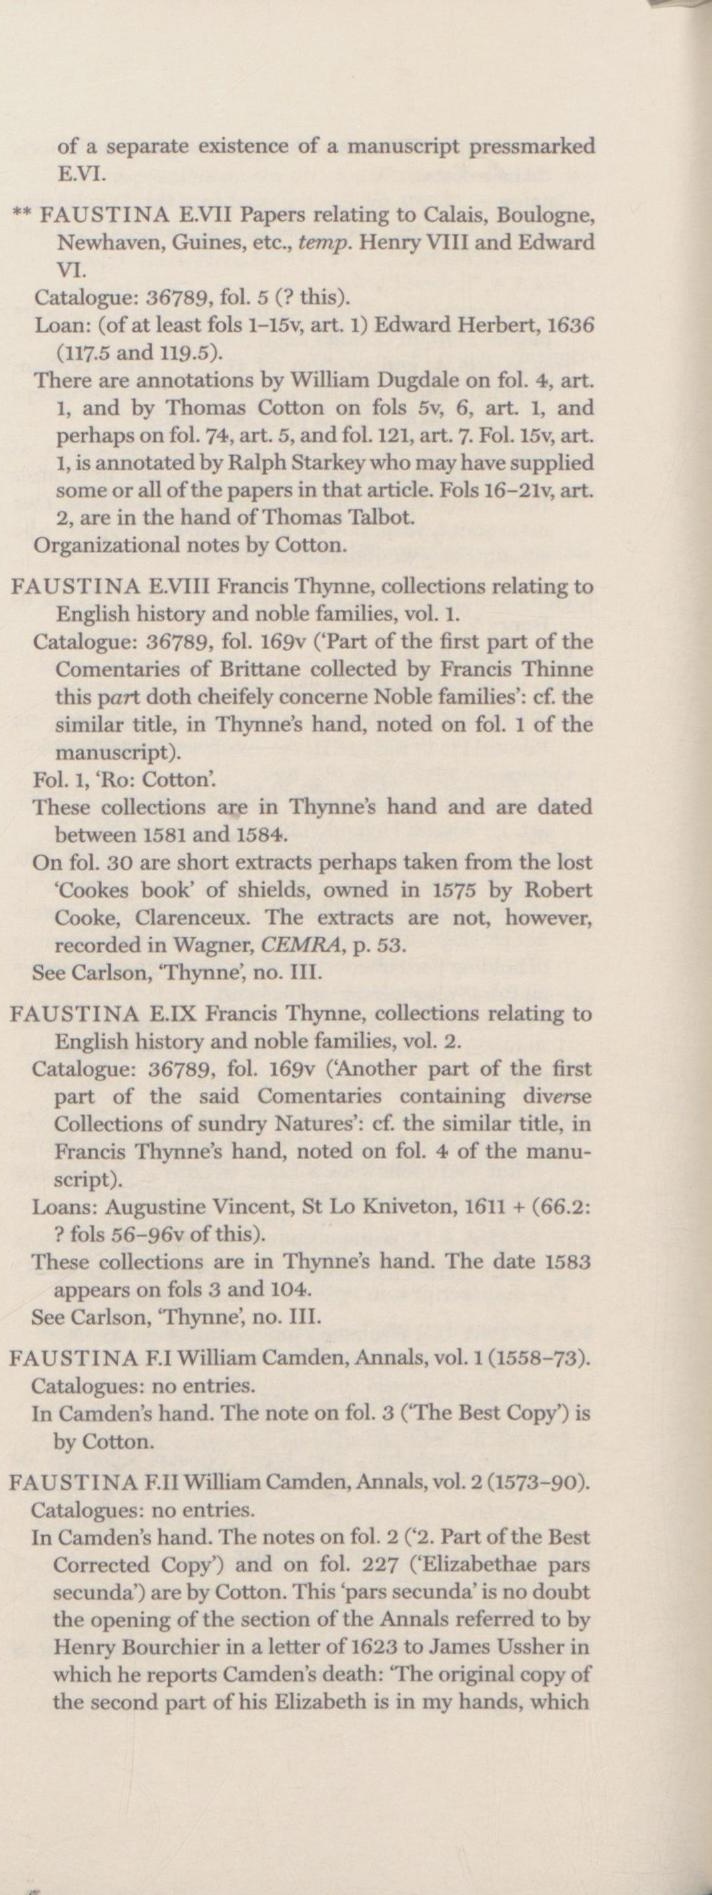 of a separate existence of a manuscript pressmarked
E.VI.
** FAUSTINA E.VII Papers relating to Calais, Boulogne,
Newhaven, Guines, etc., temp. Henry VIII and Edward
VI.
Catalogue: 36789, fol. 5 (? this).
Loan: (of at least fols 1–15v, art. 1) Edward Herbert, 1636
(117.5 and 119.5).
There are annotations by William Dugdale on fol. 4, art.
1, and by Thomas Cotton on fols 5v, 6, art. 1, and
perhaps on fol. 74, art. 5, and fol. 121, art. 7. Fol. 15v, art.
1, is annotated by Ralph Starkey who may have supplied
some or all of the papers in that article. Fols 16–21v, art.
2, are in the hand of Thomas Talbot.
Organizational notes by Cotton.
FAUSTINA E.VIII Francis Thynne, collections relating to
English history and noble families, vol. 1.
Catalogue: 36789, fol. 169v (‘Part of the first part of the
Comentaries of Brittane collected by Francis Thinne
this part doth cheifely concerne Noble families’: cf. the
similar title, in Thynne’s hand, noted on fol. 1 of the
manuscript).
Fol. 1, ‘Ro: Cotton’.
These collections are in Thynne’s hand and are dated
between 1581 and 1584.
On fol. 30 are short extracts perhaps taken from the lost
‘Cookes book’ of shields, owned in 1575 by Robert
Cooke, Clarenceux. The extracts are not, however,
recorded in Wagner, CEMRA, p. 53.
See Carlson, ‘Thynne’, no. III.
FAUSTINA E.IX Francis Thynne, collections relating to
English history and noble families, vol. 2.
Catalogue: 36789, fol. 169v (‘Another part of the first
part of the said Comentaries containing diverse
Collections of sundry Natures’: cf. the similar title, in
Francis Thynne’s hand, noted on fol. 4 of the manu-
script).
Loans: Augustine Vincent, St Lo Kniveton, 1611 + (66.2:
? fols 56–96v of this).
These collections are in Thynne’s hand. The date 1583
appears on fols 3 and 104.
See Carlson, ‘Thynne’, no. III.
FAUSTINA F.I William Camden, Annals, vol. 1 (1558–73).
Catalogues: no entries.
In Camden’s hand. The note on fol. 3 (‘The Best Copy’) is
by Cotton.
FAUSTINA F.II William Camden, Annals, vol. 2 (1573–90).
Catalogues: no entries.
In Camden’s hand. The notes on fol. 2 (‘2. Part of the Best
Corrected Copy’) and on fol. 227 (‘Elizabethae pars
secunda’) are by Cotton. This ‘pars secunda’ is no doubt
the opening of the section of the Annals referred to by
Henry Bourchier in a letter of 1623 to James Ussher in
which he reports Camden’s death: ‘The original copy of
the second part of his Elizabeth is in my hands, which